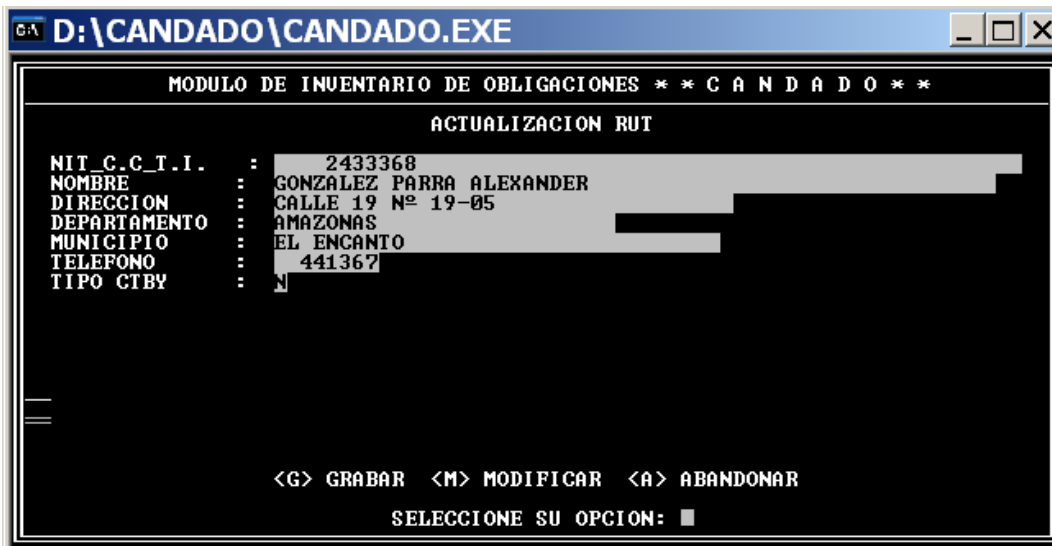 D:\CANDADO\CANDADO.EXE
MODULO DE INVENTARIO DE OBLIGACIONES * * C A N D A D O * *
ACTUALIZACION RUT
NIT_C.C_T.I. : 2433368
NOMBRE : GONZALEZ PARRA ALEXANDER
DIRECCION : CALLE 19 Nº 19-05
DEPARTAMENTO : AMAZONAS
MUNICIPIO : EL ENCANTO
TELEFONO : 441367
TIPO CTBY : N
<G> GRABAR <M> MODIFICAR <A> ABANDONAR
SELECCIONE SU OPCION: